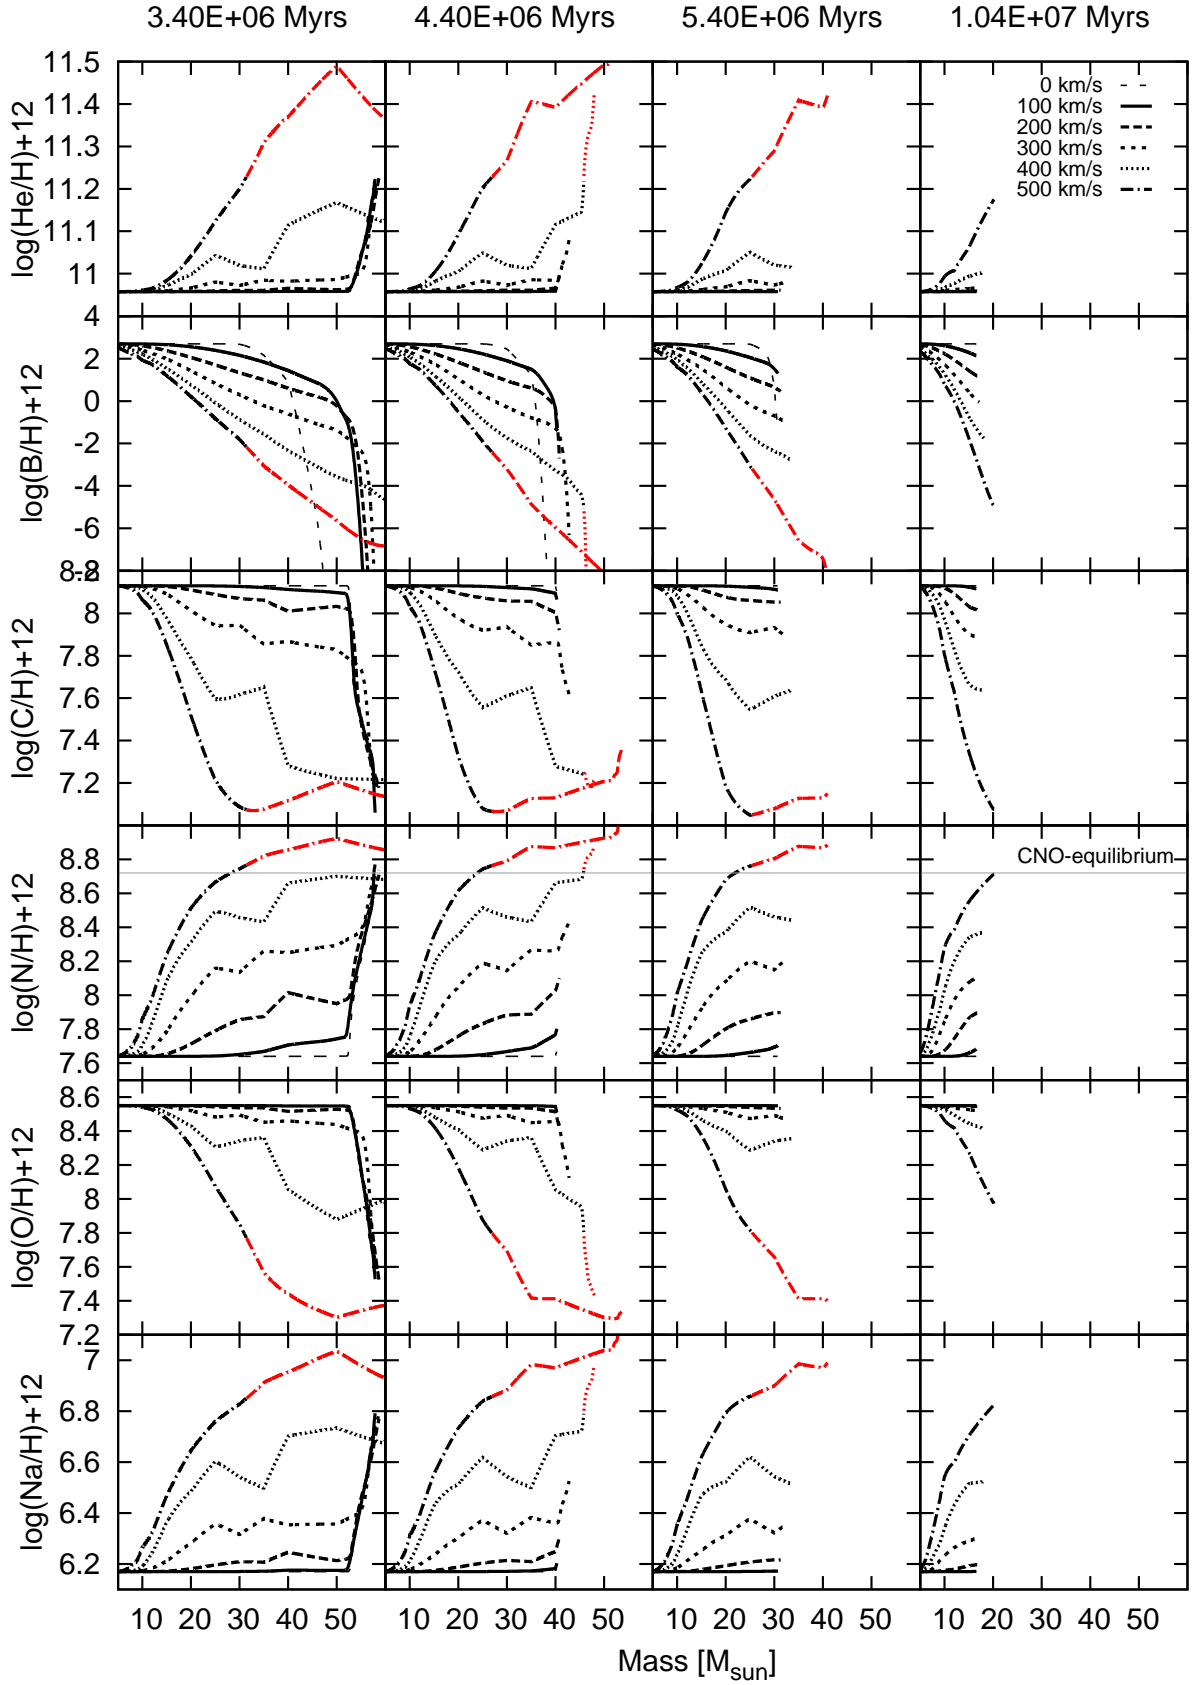 3.40E+06 Myrs 4.40E+06 Myrs 5.40E+06 Myrs 1.04E+07 Myrs
log(He/H)+12
11.5
11.4
11.3
11.2
11.1
11
0 km/s
100 km/s
200 km/s
300 km/s
400 km/s
500 km/s
log(B/H)+12
4
2
0
-2
-4
-6
-8
log(C/H)+12
8.2
8
7.8
7.6
7.4
7.2
log(N/H)+12
8.8
8.6
8.4
8.2
8
7.8
7.6
CNO-equilibrium
log(O/H)+12
8.6
8.4
8.2
8
7.8
7.6
7.4
7.2
log(Na/H)+12
7
6.8
6.6
6.4
6.2
10 20 30 40 50 10 20 30 40 50 10 20 30 40 50 10 20 30 40 50
Mass [M_sun]